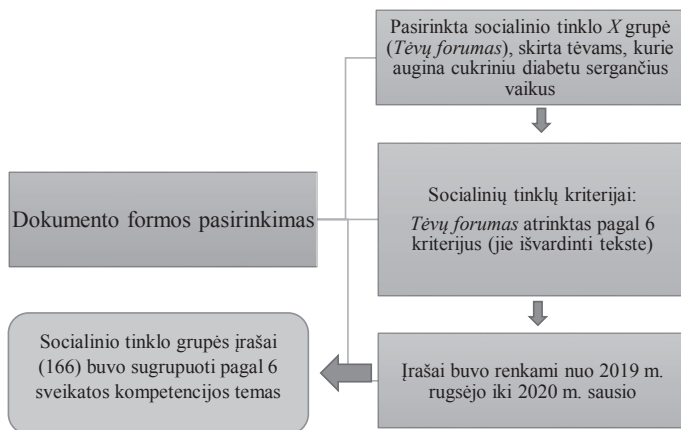 Pasirinkta socialinio tinklo X grupė
(Tėvų forumas), skirta tėvams, kurie
augina cukriniu diabetu sergančius
vaikus
Dokumento formos pasirinkimas
Socialinių tinklų kriterijai:
Tėvų forumas atrinktas pagal 6
kriterijus (jie išvardinti tekste)
Įrašai buvo renkami nuo 2019 m.
rugsėjo iki 2020 m. sausio
Socialinio tinklo grupės įrašai
(166) buvo sugrupuoti pagal 6
sveikatos kompetencijos temas